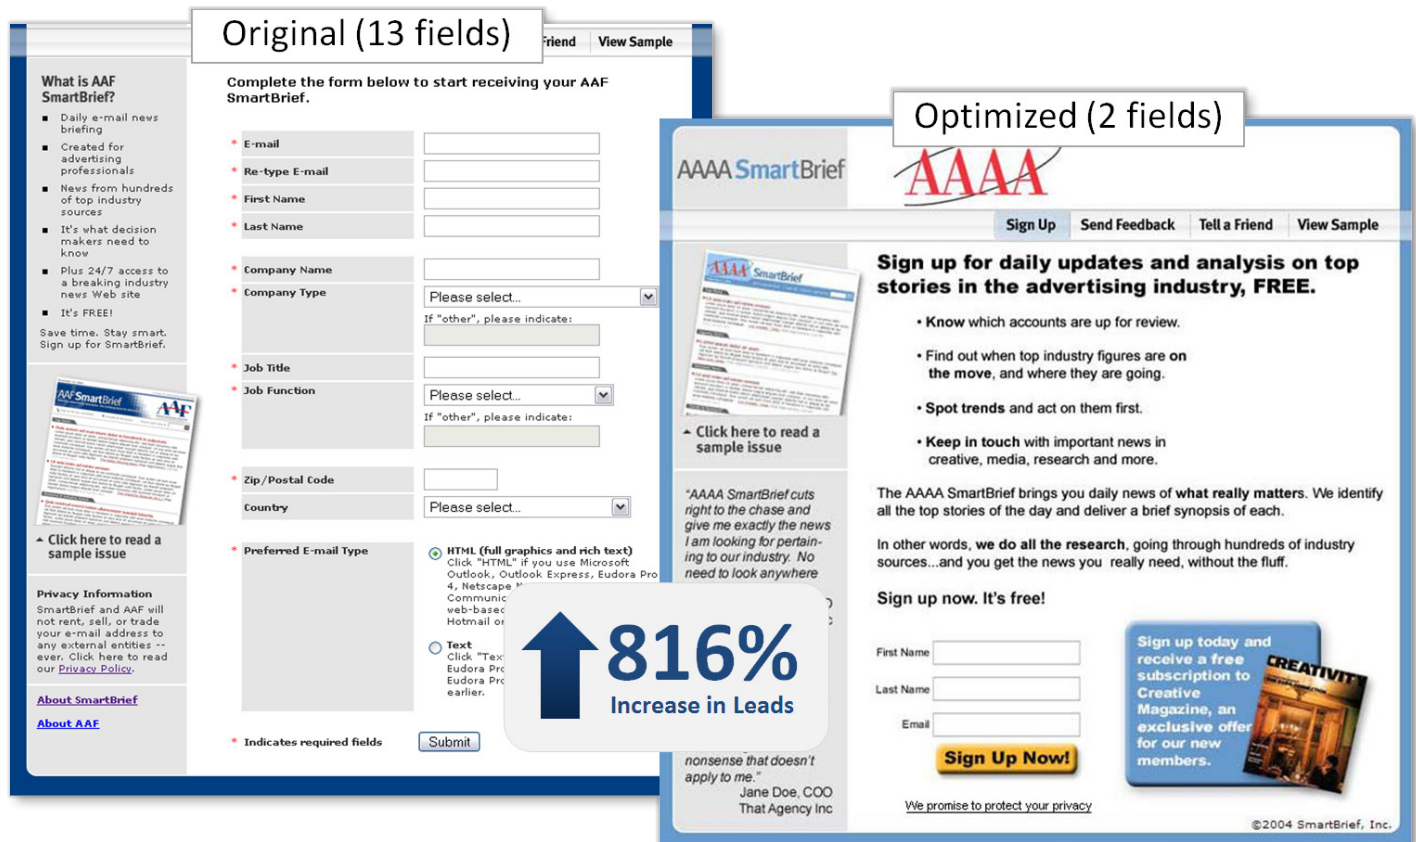 Original (13 fields)
Friend
View Sample
What is AAF
SmartBrief?
Daily e-mail news
briefing
Created for
advertising
professionals
News from hundreds
of top industry
sources
It's what decision
makers need to
know
Plus 24/7 access to
a breaking industry
news Web site
It's FREE!
Save time. Stay smart.
Sign up for SmartBrief.
AAF SmartBrief
AAF
Click here to read a
sample issue
Privacy Information
SmartBrief and AAF will
not rent, sell, or trade
your e-mail address to
any external entities --
ever. Click here to read
our Privacy Policy.
About SmartBrief
About AAF
Complete the form below to start receiving your AAF
SmartBrief.
* E-mail
* Re-type E-mail
* First Name
* Last Name
* Company Name
* Company Type
Please select...
If "other", please indicate:
* Job Title
* Job Function
Please select...
If "other", please indicate:
* Zip/Postal Code
Country
Please select...
* Preferred E-mail Type
HTML (full graphics and rich text)
Click "HTML" if you use Microsoft
Outlook, Outlook Express, Eudora Pro
4, Netscape
web-based
Hotmail or
Text
Click "Text
Eudora Pro
Eudora Pro
earlier.
* Indicates required fields
Submit
816%
Increase in Leads
Optimized (2 fields)
AAAA SmartBrief
AAAA
Sign Up
Send Feedback
Tell a Friend
View Sample
AAAA SmartBrief
Click here to read a
sample issue
"AAAA SmartBrief cuts
right to the chase and
give me exactly the news
I am looking for pertain-
ing to our industry. No
need to look anywhere
nonsense that doesn't
apply to me."
Jane Doe, COO
That Agency Inc
Sign up for daily updates and analysis on top
stories in the advertising industry, FREE.
• Know which accounts are up for review.
• Find out when top industry figures are on
the move, and where they are going.
• Spot trends and act on them first.
• Keep in touch with important news in
creative, media, research and more.
The AAAA SmartBrief brings you daily news of what really matters. We identify
all the top stories of the day and deliver a brief synopsis of each.
In other words, we do all the research, going through hundreds of industry
sources...and you get the news you really need, without the fluff.
Sign up now. It's free!
First Name
Last Name
Email
Sign Up Now!
We promise to protect your privacy
Sign up today and
receive a free
subscription to
Creative
Magazine, an
exclusive offer
for our new
members.
CREATIVITY
©2004 SmartBrief, Inc.